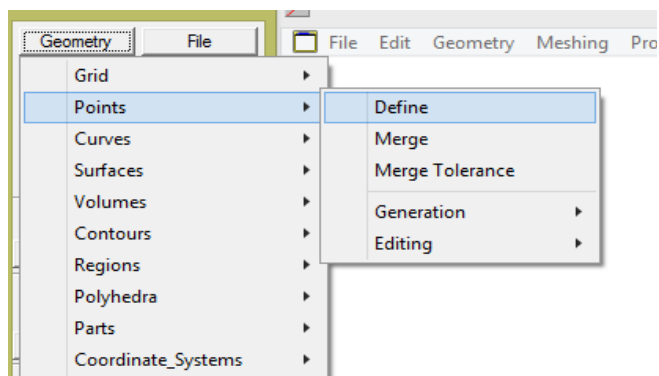 Geometry File File Edit Geometry Meshing Pro
Grid
Points Define
Curves Merge
Surfaces Merge Tolerance
Volumes
Contours Generation
Regions Editing
Polyhedra
Parts
Coordinate_Systems